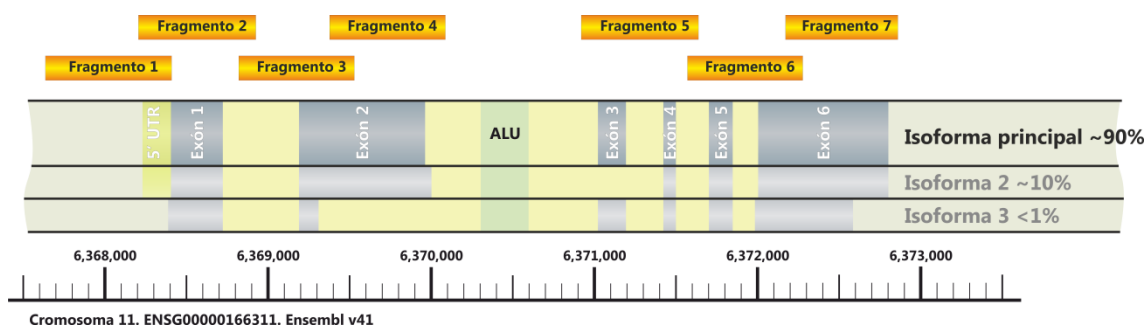 Fragmento 2
Fragmento 4
Fragmento 5
Fragmento 7
Fragmento 1
Fragmento 3
Fragmento 6
5´ UTR
Exón 1
Exón 2
ALU
Exón 3
Exón 4
Exón 5
Exón 6
Isoforma principal ~90%
Isoforma 2 ~10%
Isoforma 3 <1%
6,368,000 6,369,000 6,370,000 6,371,000 6,372,000 6,373,000
Cromosoma 11. ENSG00000166311. Ensembl v41